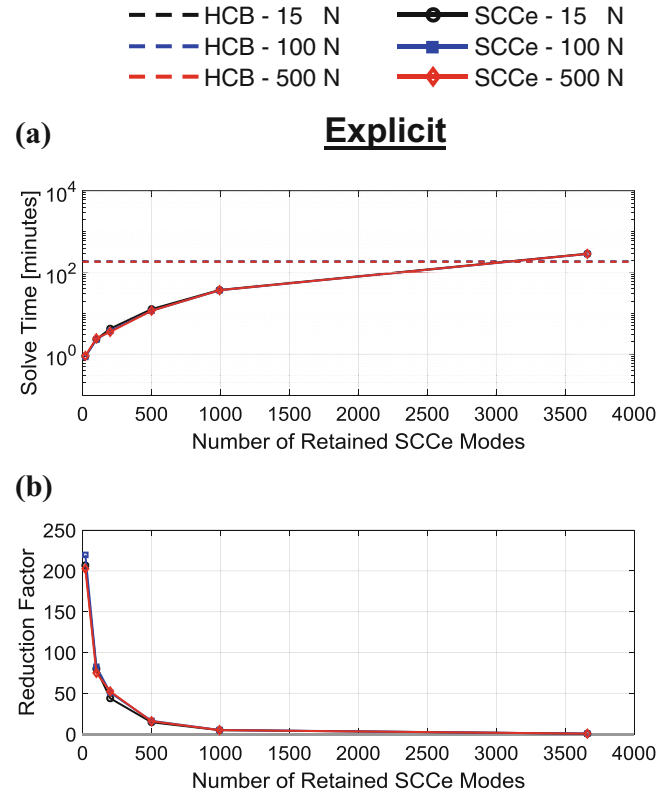 HCB - 15 N SCCe - 15 N
HCB - 100 N SCCe - 100 N
HCB - 500 N SCCe - 500 N
(a) Explicit
Solve Time [minutes]
10^4
10^2
10^0
0 500 1000 1500 2000 2500 3000 3500 4000
Number of Retained SCCe Modes
(b)
Reduction Factor
250
200
150
100
50
0
0 500 1000 1500 2000 2500 3000 3500 4000
Number of Retained SCCe Modes